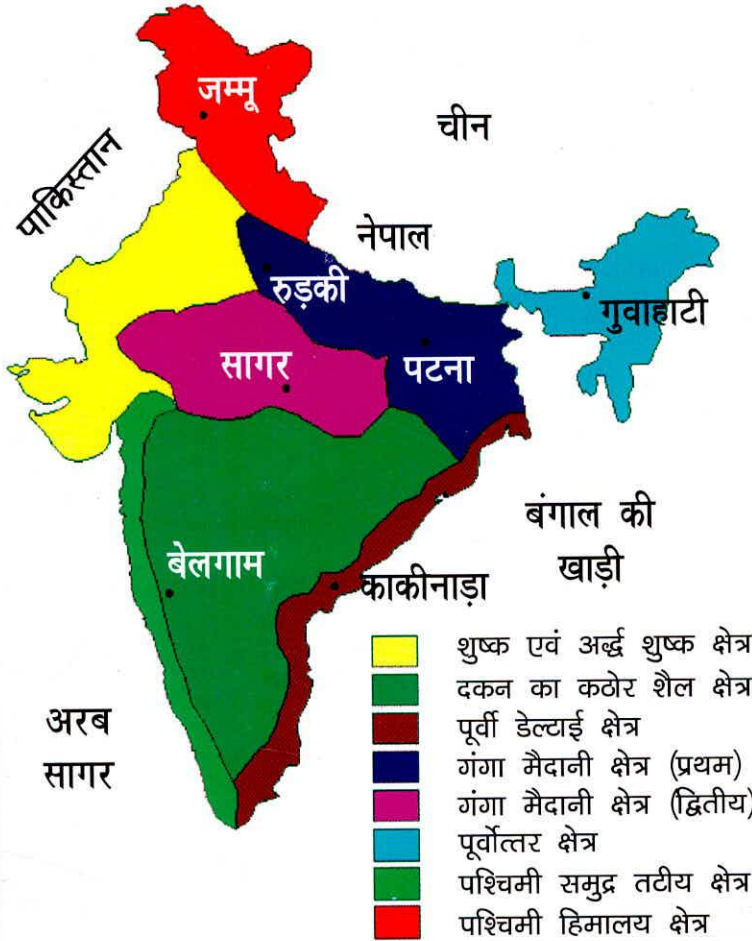 जम्मू
चीन
पाकिस्तान
नेपाल
रुड़की
गुवाहाटी
सागर
पटना
बंगाल की
खाड़ी
बेलगाम
काकीनाड़ा
अरब
सागर
शुष्क एवं अर्द्ध शुष्क क्षेत्र
दकन का कठोर शैल क्षेत्र
पूर्वी डेल्टाई क्षेत्र
गंगा मैदानी क्षेत्र (प्रथम)
गंगा मैदानी क्षेत्र (द्वितीय)
पूर्वोत्तर क्षेत्र
पश्चिमी समुद्र तटीय क्षेत्र
पश्चिमी हिमालय क्षेत्र